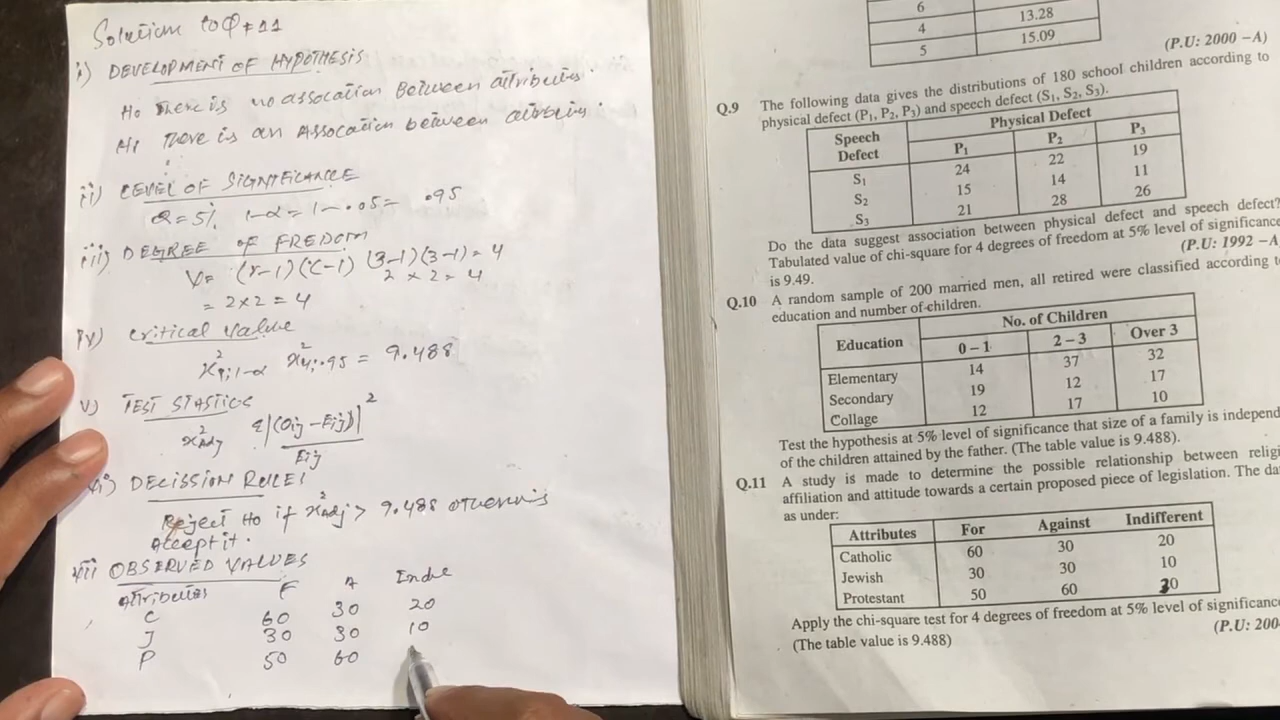 Solution to Q#11
i) DEVELOPMENT OF HYPOTHESIS
Ho There is no assocation Between attributes.
H1 There is an Assocation between attributes.
ii) LEVEL OF SIGNIFICANCE
α = 5% 1-α = 1-.05 = .95
iii) DEGREE OF FREEDOM
V= (r-1)(c-1) (3-1)(3-1) = 4
2 × 2 = 4
= 2×2 = 4
iv) critical value
x² x²4;.95 = 9.488
v) TEST STASTICS
x²Adj Σ|(Oij - Eij)|²
Eij
vi) DECISSION RULES
Reject Ho if x²Adj > 9.488 otherwis
Accept it.
vii OBSERVED VALUES
Attributes F A Inde
C 60 30 20
J 30 30 10
P 50 60
6
4 13.28
5 15.09
(P.U: 2000 –A)
Q.9 The following data gives the distributions of 180 school children according to
physical defect (P1, P2, P3) and speech defect (S1, S2, S3).
Speech Defect Physical Defect
P1 P2 P3
S1 24 22 19
S2 15 14 11
S3 21 28 26
Do the data suggest association between physical defect and speech defect?
Tabulated value of chi-square for 4 degrees of freedom at 5% level of significance
is 9.49. (P.U: 1992 –A
Q.10 A random sample of 200 married men, all retired were classified according t
education and number of children.
Education No. of Children
0 – 1 2 – 3 Over 3
Elementary 14 37 32
Secondary 19 12 17
Collage 12 17 10
Test the hypothesis at 5% level of significance that size of a family is independ
of the children attained by the father. (The table value is 9.488).
Q.11 A study is made to determine the possible relationship between religi
affiliation and attitude towards a certain proposed piece of legislation. The da
as under:
Attributes For Against Indifferent
Catholic 60 30 20
Jewish 30 30 10
Protestant 50 60 30
Apply the chi-square test for 4 degrees of freedom at 5% level of significance
(The table value is 9.488) (P.U: 200